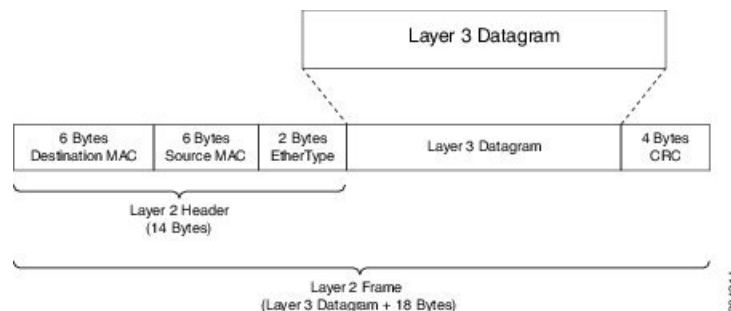 Layer 3 Datagram
6 Bytes
Destination MAC
6 Bytes
Source MAC
2 Bytes
EtherType
Layer 3 Datagram
4 Bytes
CRC
Layer 2 Header
(14 Bytes)
Layer 2 Frame
(Layer 3 Datagram + 18 Bytes)